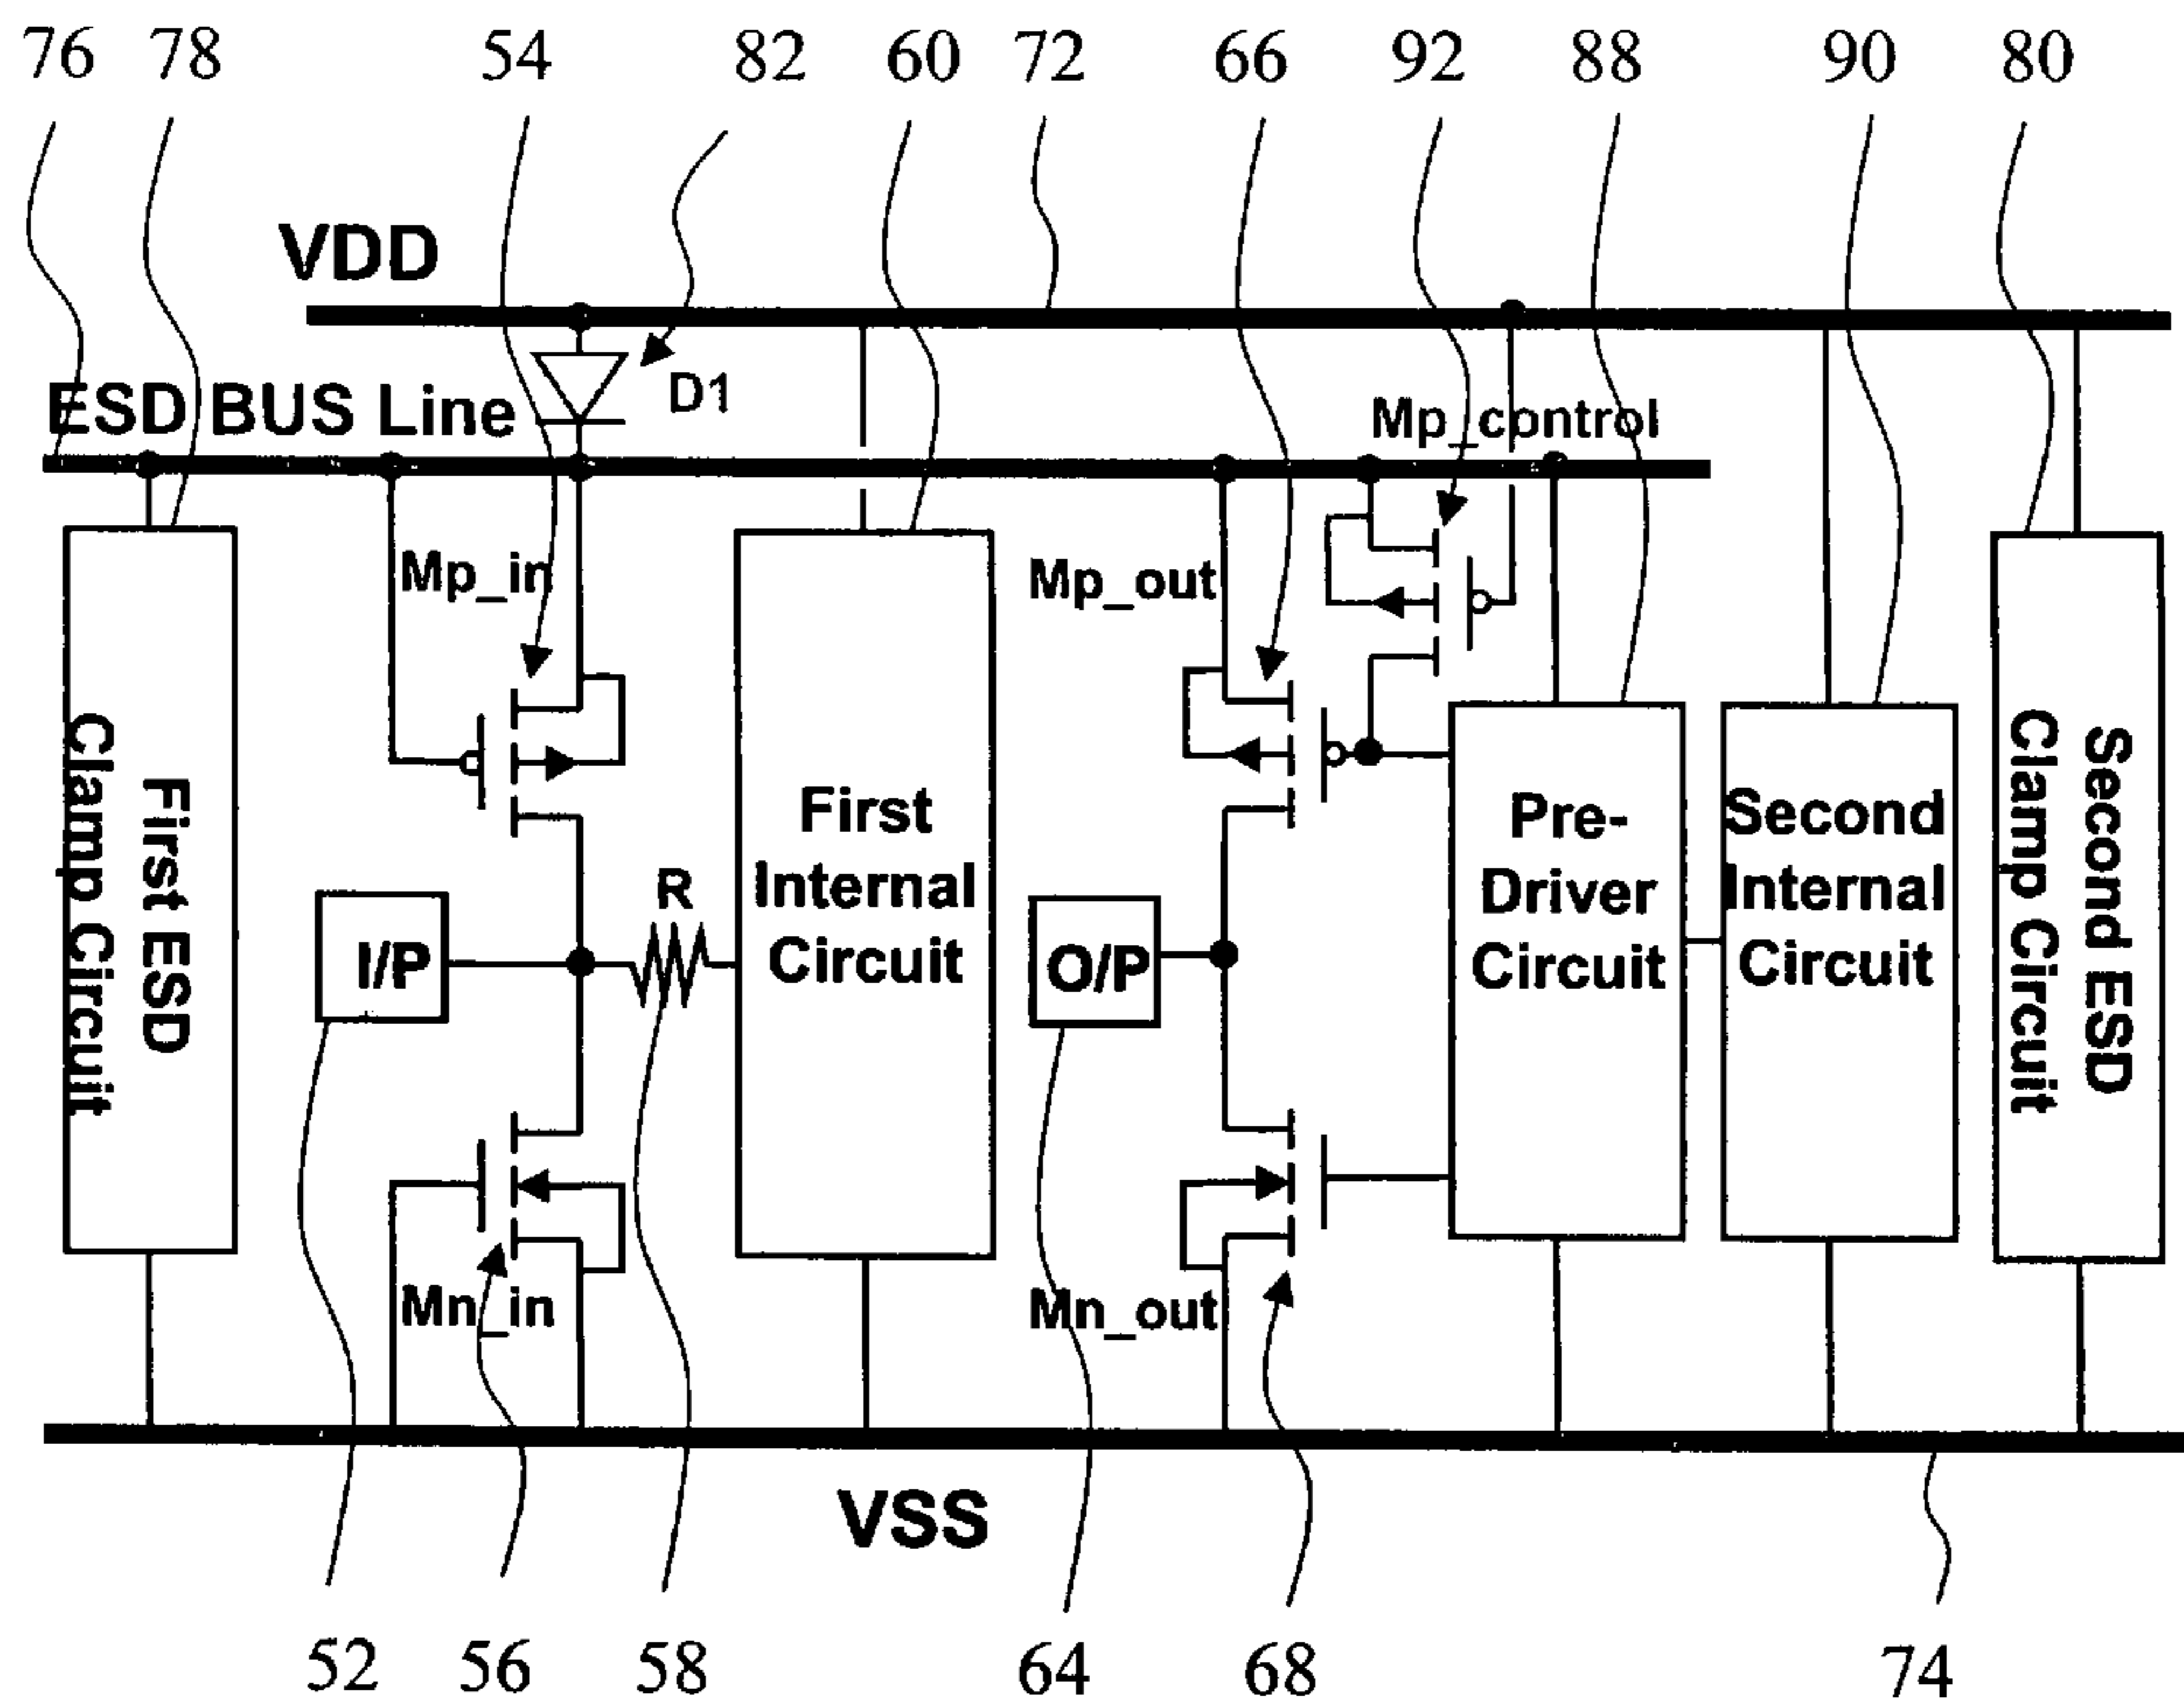 76 78 54 82 60 72 66 92 88 90 80
VDD
D1
ESD BUS Line
Mp_control
Mp_in
Mp_out
First ESD
Clamp Circuit
First
Internal
Circuit
Pre-
Driver
Circuit
Second
Internal
Circuit
Second ESD
Clamp Circuit
R
I/P
O/P
Mn_in
Mn_out
VSS
52 56 58 64 68 74